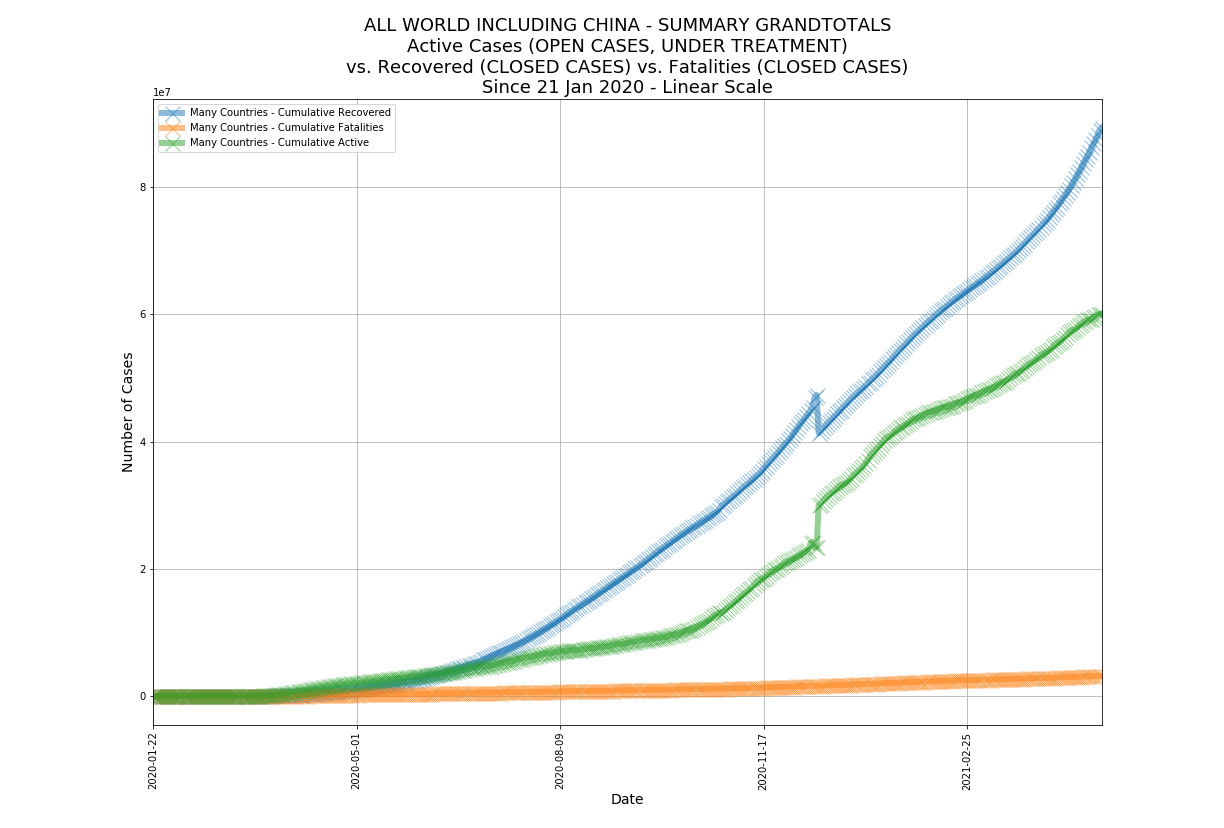 ALL WORLD INCLUDING CHINA - SUMMARY GRANDTOTALS
Active Cases (OPEN CASES, UNDER TREATMENT)
vs. Recovered (CLOSED CASES) vs. Fatalities (CLOSED CASES)
Since 21 Jan 2020 - Linear Scale
1e7
Many Countries - Cumulative Recovered
Many Countries - Cumulative Fatalities
Many Countries - Cumulative Active
8
6
4
2
0
Number of Cases
2020-01-22
2020-05-01
2020-08-09
2020-11-17
2021-02-25
Date